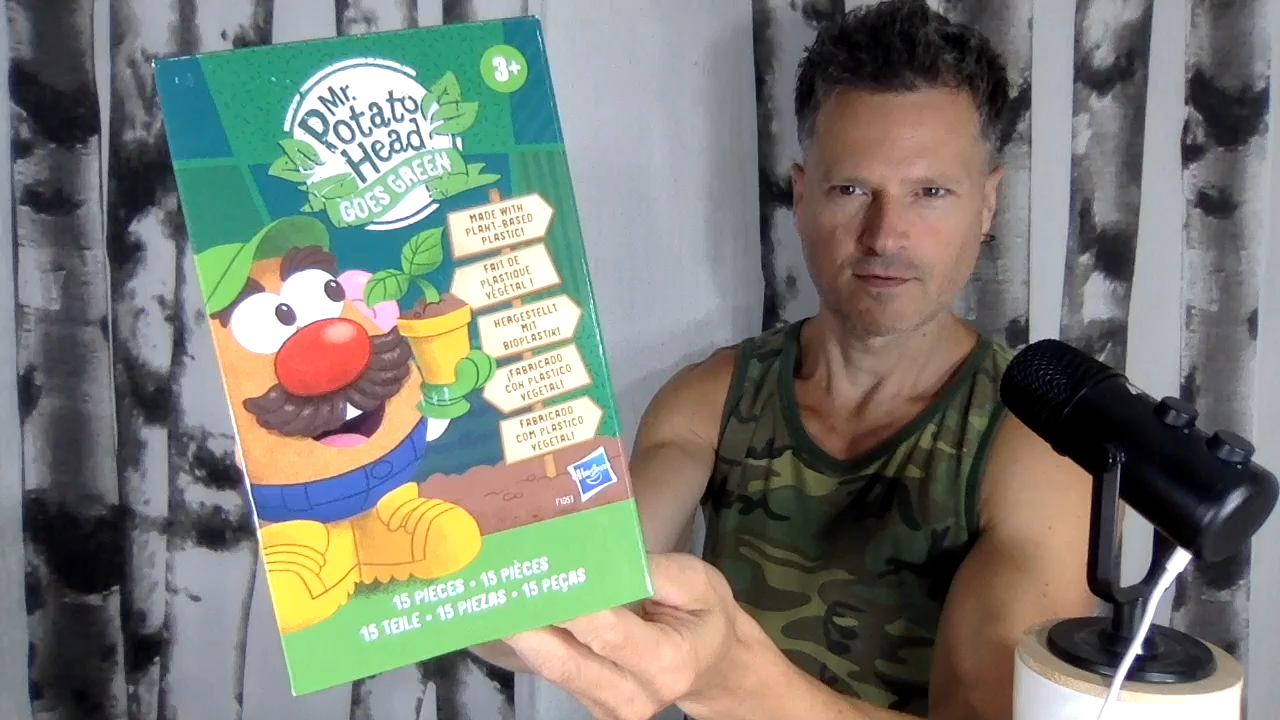 3+
Mr.
Potato
Head
GOES GREEN
MADE WITH
PLANT-BASED
PLASTIC!
FAIT DE
PLASTIQUE
VÉGÉTAL !
HERGESTELLT
MIT
BIOPLASTIK!
¡FABRICADO
CON PLÁSTICO
VEGETAL!
FABRICADO
COM PLÁSTICO
VEGETAL!
Hasbro
F1051
15 PIECES • 15 PIÈCES
15 TEILE • 15 PIEZAS • 15 PEÇAS